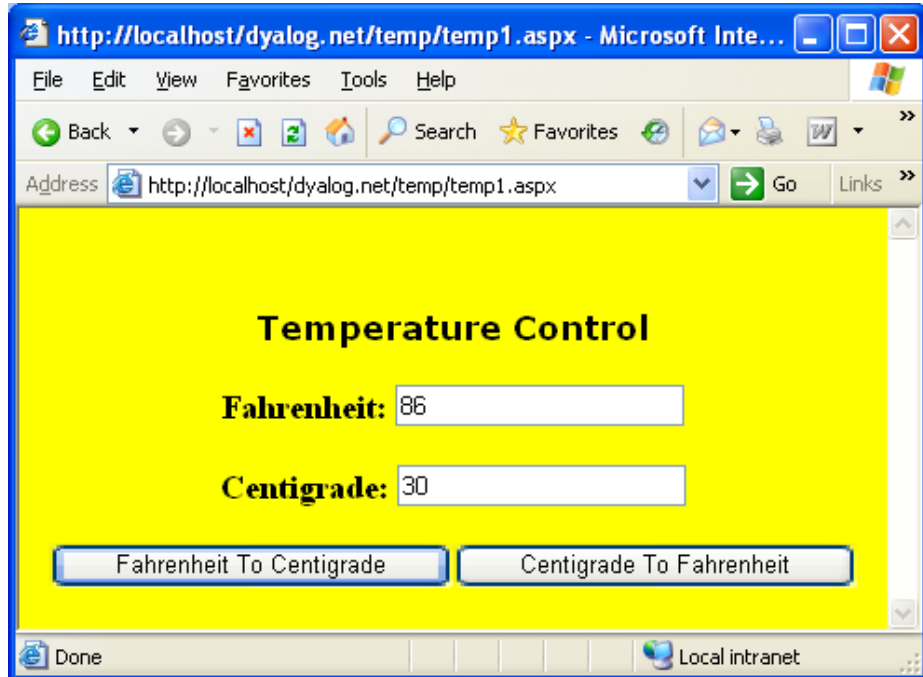 http://localhost/dyalog.net/temp/temp1.aspx - Microsoft Inte...
File Edit View Favorites Tools Help
Back Search Favorites W »
Address http://localhost/dyalog.net/temp/temp1.aspx Go Links »
Temperature Control
Fahrenheit: 86
Centigrade: 30
Fahrenheit To Centigrade Centigrade To Fahrenheit
Done Local intranet